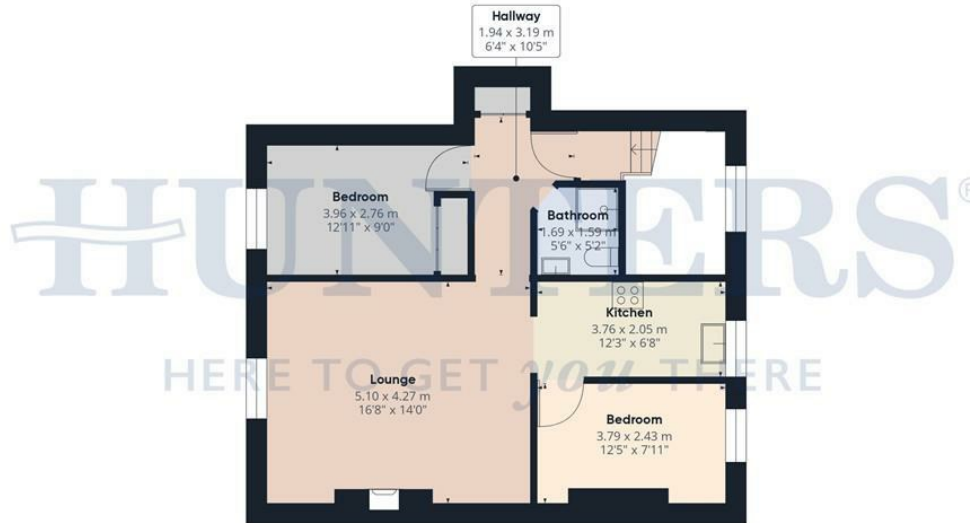 Hallway
1.94 x 3.19 m
6'4" x 10'5"
Bedroom
3.96 x 2.76 m
12'11" x 9'0"
Bathroom
1.69 x 1.59 m
5'6" x 5'2"
HUNTERS®
Kitchen
3.76 x 2.05 m
12'3" x 6'8"
HERE TO GET you THERE
Lounge
5.10 x 4.27 m
16'8" x 14'0"
Bedroom
3.79 x 2.43 m
12'5" x 7'11"